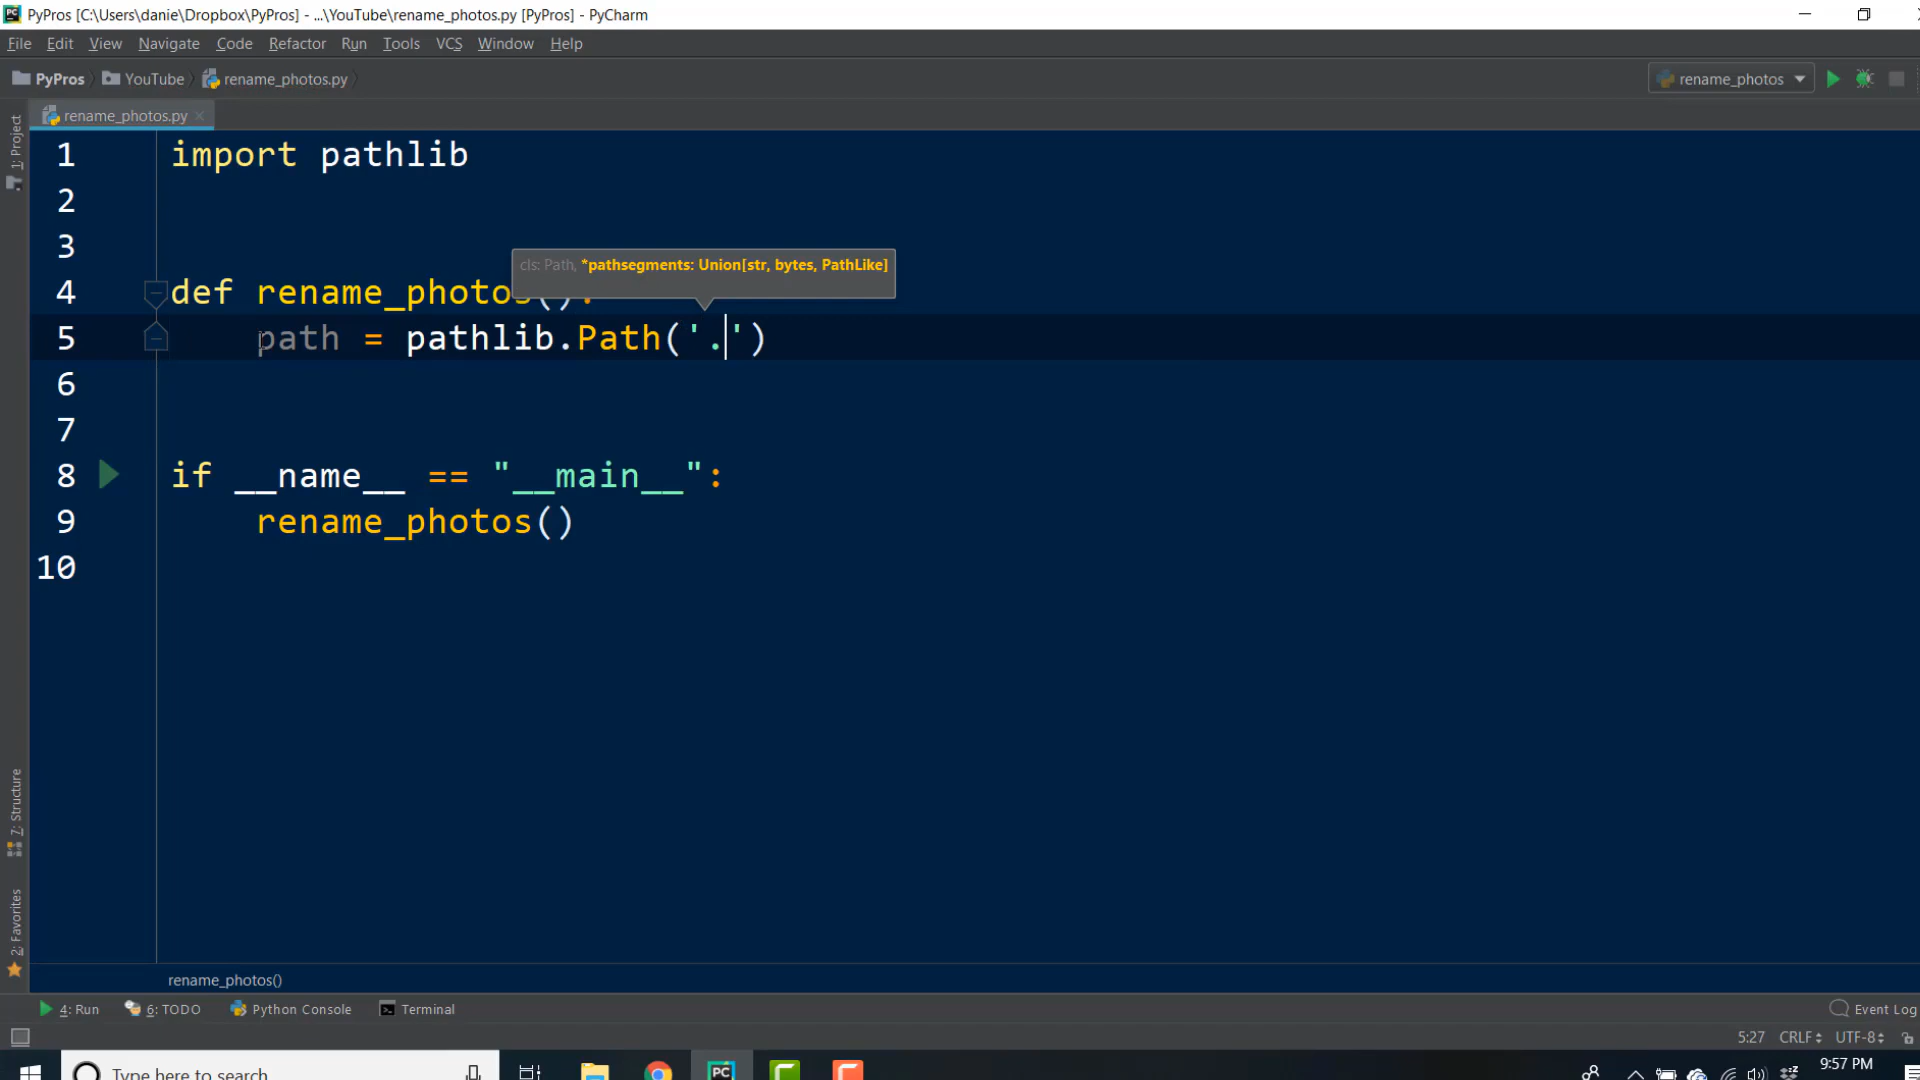 PyPros [C:\Users\danie\Dropbox\PyPros] - ...\YouTube\rename_photos.py [PyPros] - PyCharm
File Edit View Navigate Code Refactor Run Tools VCS Window Help
PyPros YouTube rename_photos.py rename_photos
rename_photos.py
1: Project
1 import pathlib
2
3
cls: Path, *pathsegments: Union[str, bytes, PathLike]
4 def rename_photos():
5 path = pathlib.Path('.')
6
7
8 if __name__ == "__main__":
9 rename_photos()
10
7: Structure
2: Favorites
rename_photos()
4: Run 6: TODO Python Console Terminal Event Log
5:27 CRLF UTF-8
PC
Type here to search
9:57 PM